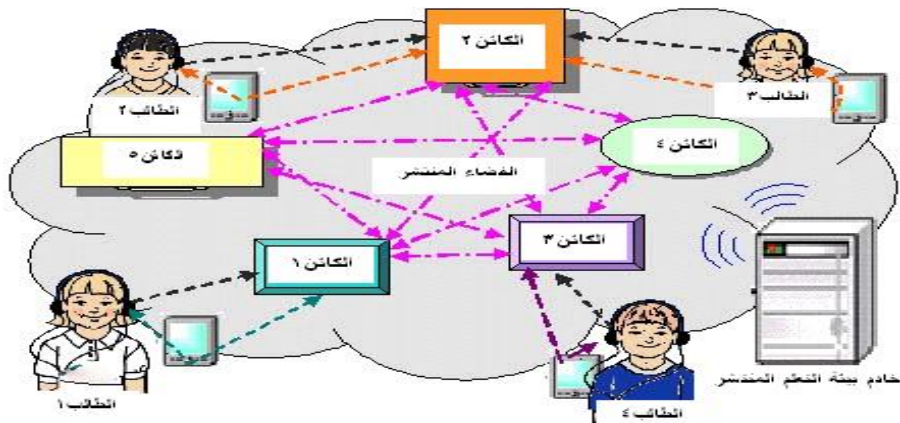 الكائن ٢
الطالب ٢
الطالب ٣
الكائن ٤
الكائن ٥
الفضاء المنتشر
الكائن ٣
الكائن ١
خادم بيئة التعلم المنتشر
الطالب ١
الطالب ٤